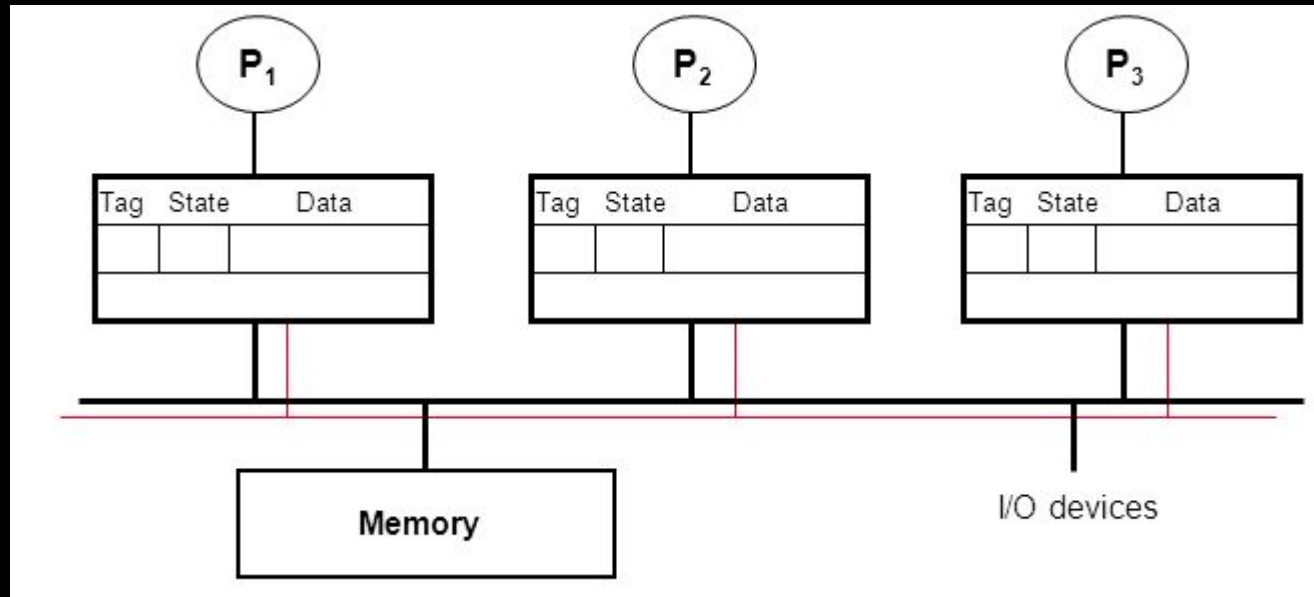 P₁ P₂ P₃
Tag State Data Tag State Data Tag State Data
I/O devices
Memory